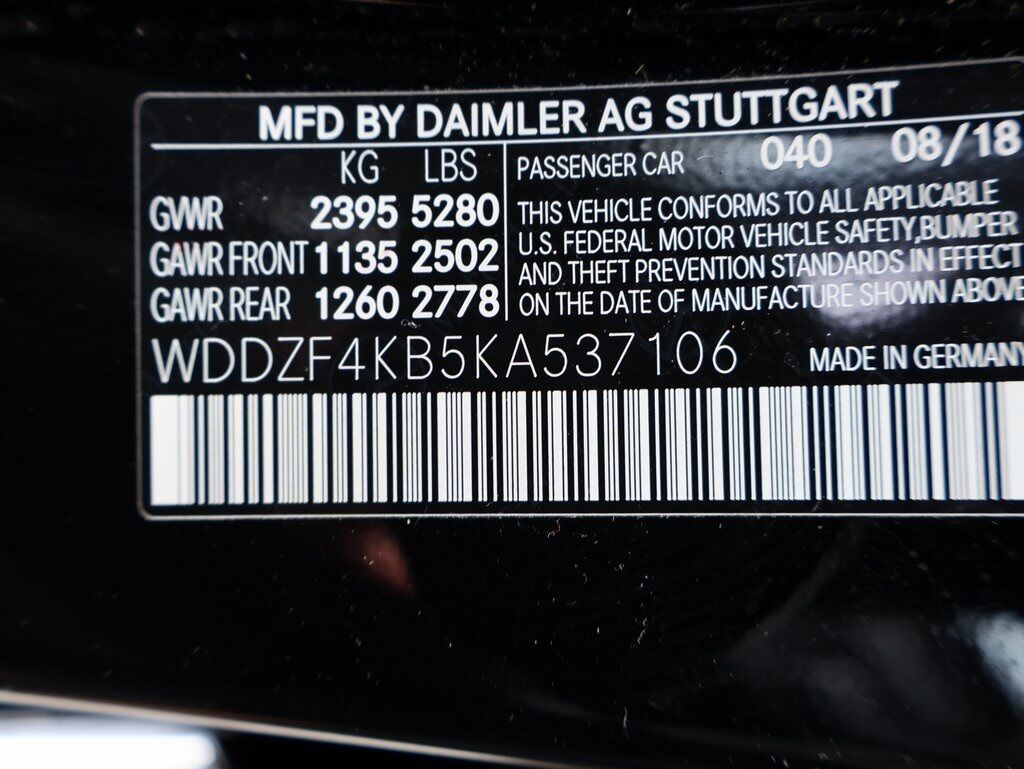 MFD BY DAIMLER AG STUTTGART
KG LBS PASSENGER CAR 040 08/18
GVWR 2395 5280 THIS VEHICLE CONFORMS TO ALL APPLICABLE
GAWR FRONT 1135 2502 U.S. FEDERAL MOTOR VEHICLE SAFETY, BUMPER
AND THEFT PREVENTION STANDARDS IN EFFECT
GAWR REAR 1260 2778 ON THE DATE OF MANUFACTURE SHOWN ABOVE
WDDZF4KB5KA537106 MADE IN GERMANY